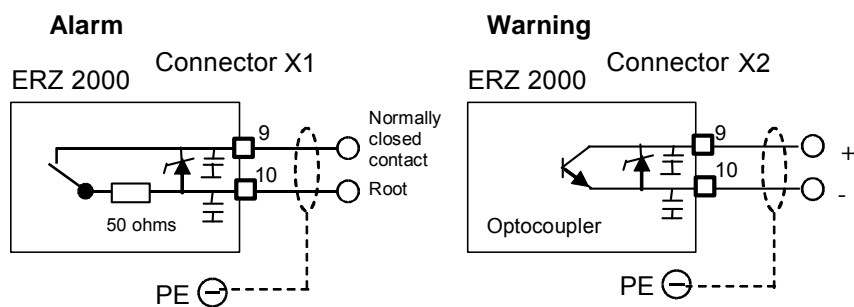 Alarm
Connector X1
ERZ 2000
9
Normally
closed
contact
10
Root
50 ohms
PE
Warning
Connector X2
ERZ 2000
9
+
10
-
Optocoupler
PE